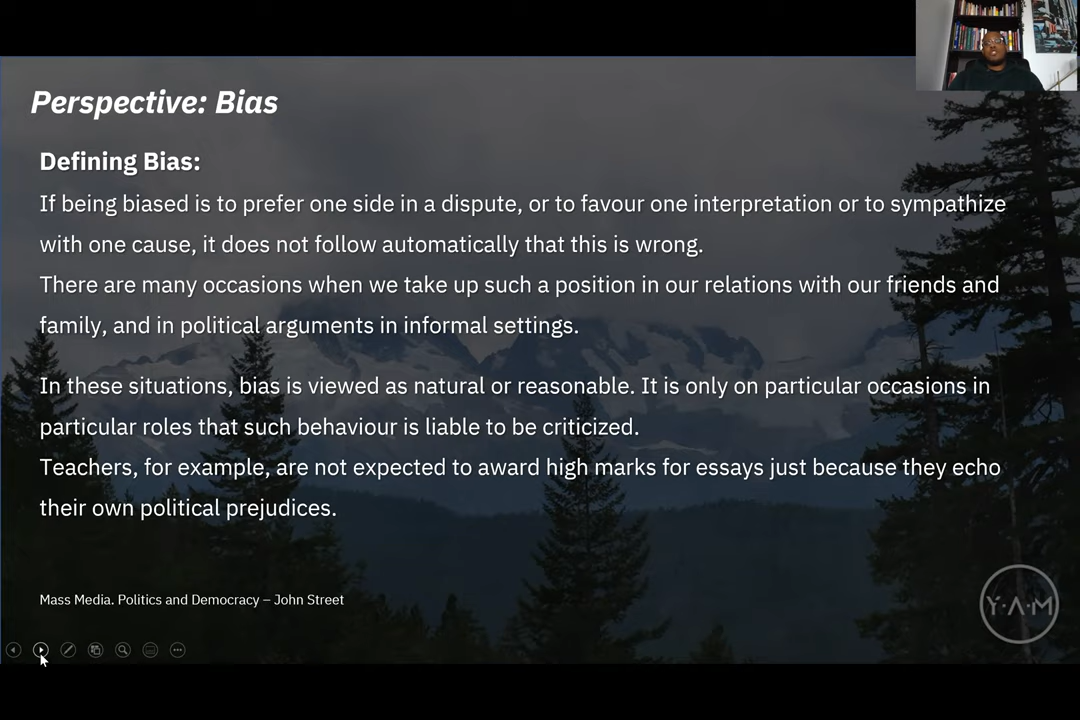 Perspective: Bias
Defining Bias:
If being biased is to prefer one side in a dispute, or to favour one interpretation or to sympathize
with one cause, it does not follow automatically that this is wrong.
There are many occasions when we take up such a position in our relations with our friends and
family, and in political arguments in informal settings.
In these situations, bias is viewed as natural or reasonable. It is only on particular occasions in
particular roles that such behaviour is liable to be criticized.
Teachers, for example, are not expected to award high marks for essays just because they echo
their own political prejudices.
Mass Media. Politics and Democracy – John Street
Y·A·M